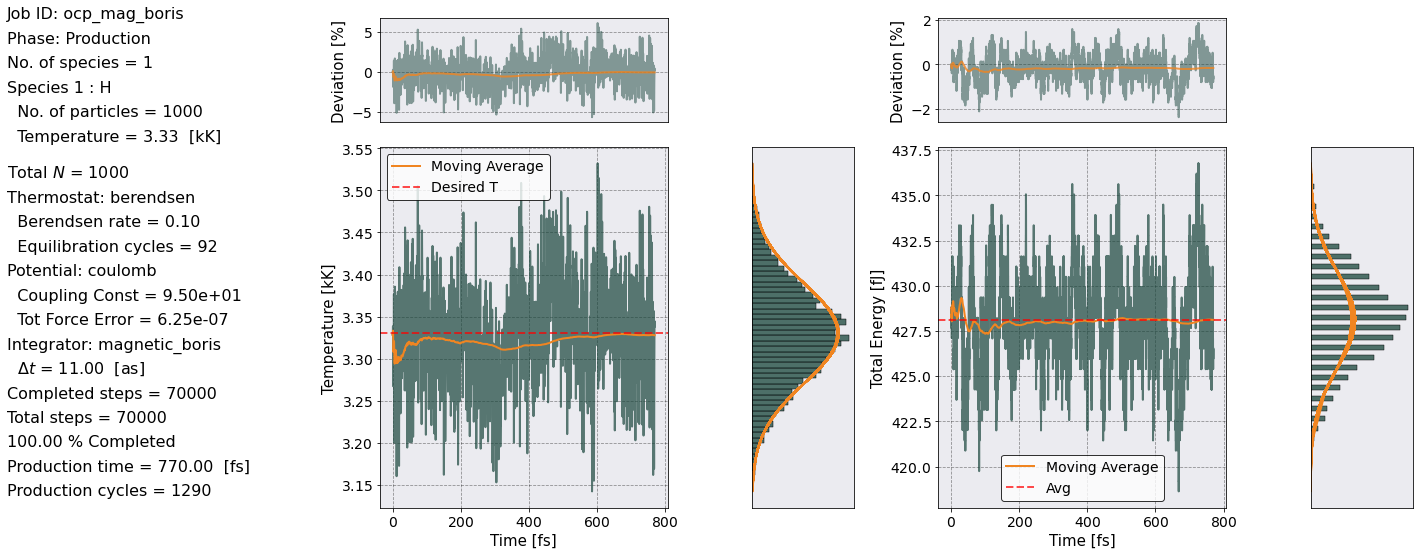 Job ID: ocp_mag_boris
Phase: Production
No. of species = 1
Species 1 : H
No. of particles = 1000
Temperature = 3.33 [kK]
Total N = 1000
Thermostat: berendsen
Berendsen rate = 0.10
Equilibration cycles = 92
Potential: coulomb
Coupling Const = 9.50e+01
Tot Force Error = 6.25e-07
Integrator: magnetic_boris
Δt = 11.00 [as]
Completed steps = 70000
Total steps = 70000
100.00 % Completed
Production time = 770.00 [fs]
Production cycles = 1290
Deviation [%]
5
0
−5
Temperature [kK]
3.55
3.50
3.45
3.40
3.35
3.30
3.25
3.20
3.15
Moving Average
Desired T
0 200 400 600 800
Time [fs]
Deviation [%]
2
0
−2
Total Energy [fJ]
437.5
435.0
432.5
430.0
427.5
425.0
422.5
420.0
Moving Average
Avg
0 200 400 600 800
Time [fs]